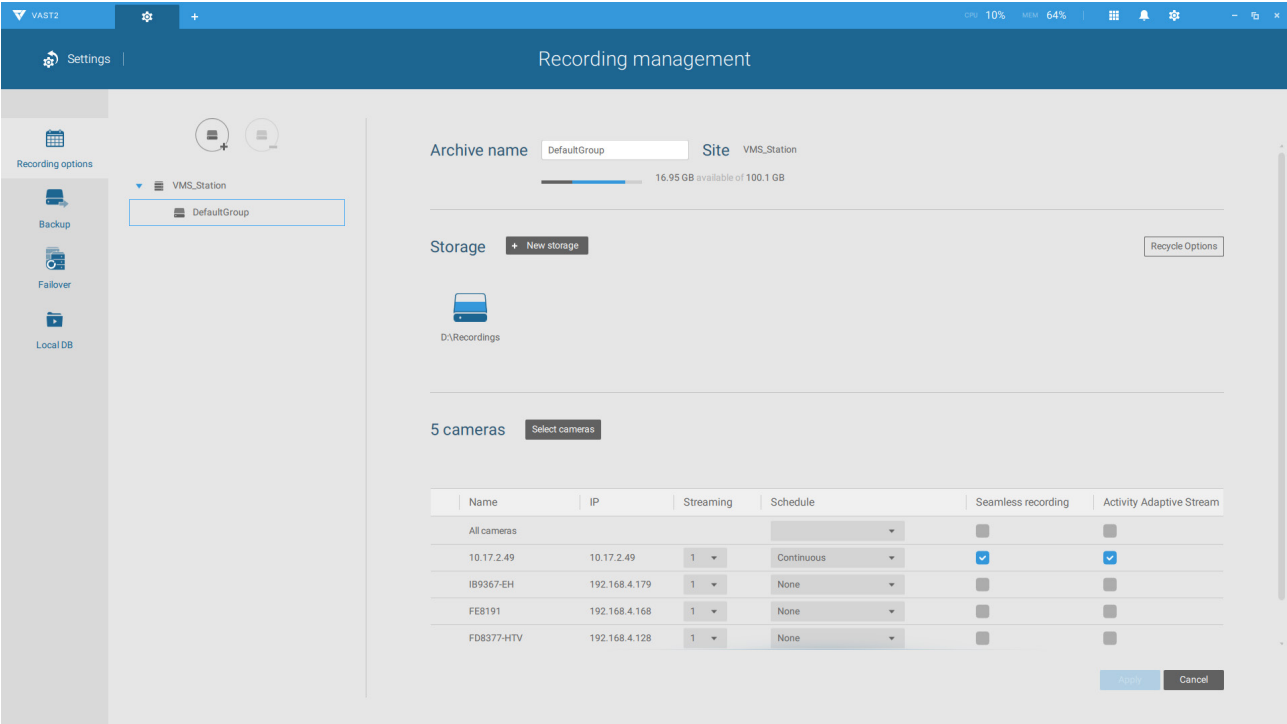 VAST2
+
CPU 10% MEM 64%
Settings
Recording management
Recording options
Backup
Failover
Local DB
VMS_Station
DefaultGroup
Archive name DefaultGroup Site VMS_Station
16.95 GB available of 100.1 GB
Storage + New storage Recycle Options
D:\Recordings
5 cameras Select cameras
Name IP Streaming Schedule Seamless recording Activity Adaptive Stream
All cameras
10.17.2.49 10.17.2.49 1 Continuous
IB9367-EH 192.168.4.179 1 None
FE8191 192.168.4.168 1 None
FD8377-HTV 192.168.4.128 1 None
Apply Cancel